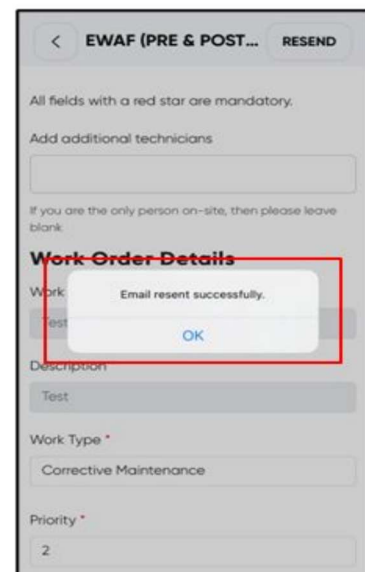 EWAF (PRE & POST... RESEND
All fields with a red star are mandatory.
Add additional technicians
If you are the only person on-site, then please leave
blank
Work Order Details
Work
Email resent successfully.
Test
OK
Description
Test
Work Type *
Corrective Maintenance
Priority *
2